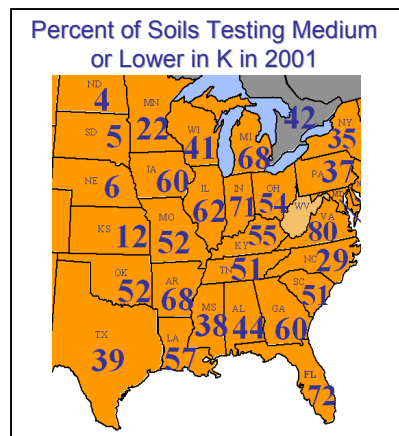 Percent of Soils Testing Medium
or Lower in K in 2001
ND
4
MN
22
SD
5
WI
41
MI
68
42
NY
35
NE
6
IA
60
PA
37
IL
62
IN
71
OH
54
WV
MD
VA
80
KS
12
MO
52
KY
55
NC
29
TN
51
OK
52
AR
68
SC
51
MS
38
AL
44
GA
60
TX
39
LA
57
FL
72